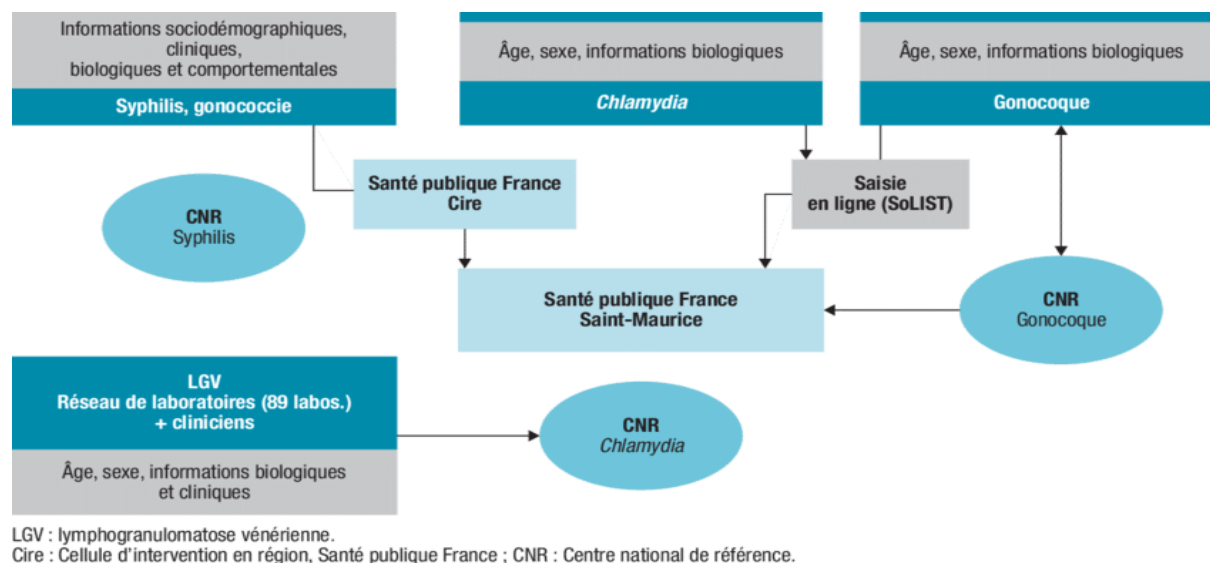 Informations sociodémographiques,
cliniques,
biologiques et comportementales
Syphilis, gonococcie
Âge, sexe, informations biologiques
Chlamydia
Âge, sexe, informations biologiques
Gonocoque
Santé publique France
Cire
Saisie
en ligne (SoLIST)
CNR
Syphilis
Santé publique France
Saint-Maurice
CNR
Gonocoque
LGV
Réseau de laboratoires (89 labos.)
+ cliniciens
Âge, sexe, informations biologiques
et cliniques
CNR
Chlamydia
LGV : lymphogranulomatose vénérienne.
Cire : Cellule d'intervention en région, Santé publique France ; CNR : Centre national de référence.